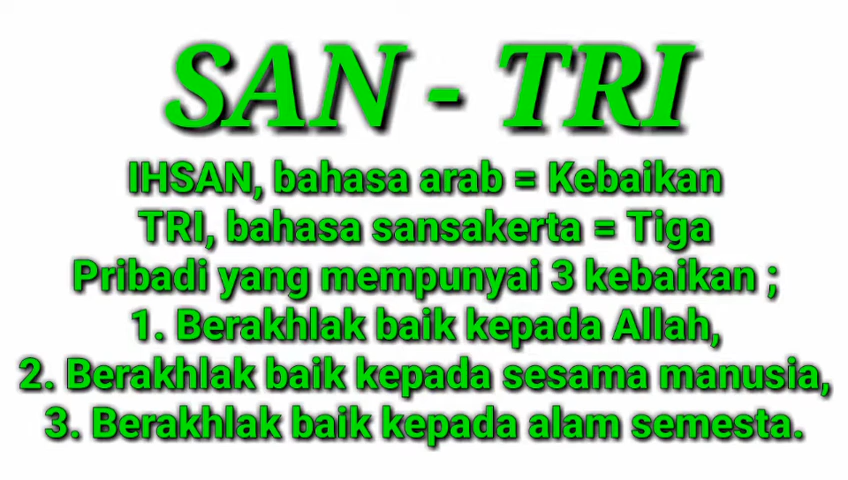 SAN - TRI
IHSAN, bahasa arab = Kebaikan
TRI, bahasa sansakerta = Tiga
Pribadi yang mempunyai 3 kebaikan ;
1. Berakhlak baik kepada Allah,
2. Berakhlak baik kepada sesama manusia,
3. Berakhlak baik kepada alam semesta.